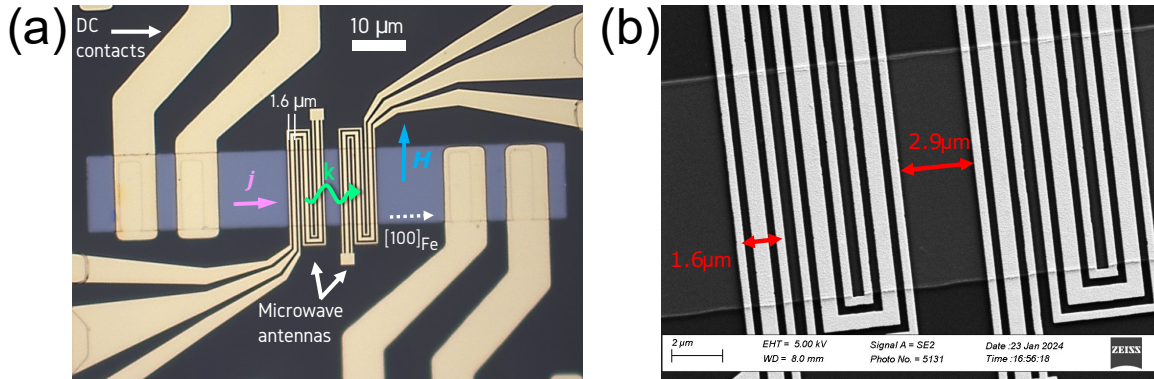 (a)
DC
contacts
10 µm
1.6 µm
H
k
j
[100]Fe
Microwave
antennas
(b)
2.9µm
1.6µm
2 µm
EHT = 5.00 kV
Signal A = SE2
Date :23 Jan 2024
WD = 8.0 mm
Photo No. = 5131
Time :16:56:18
ZEISS